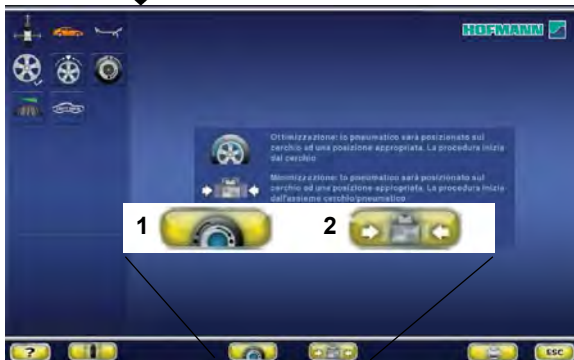 HOFMANN
Ottimizzazione: lo pneumatico sarà posizionato sul
cerchio ad una posizione appropriata. La procedura inizia
dal cerchio
Minimizzazione: lo pneumatico sarà posizionato sul
cerchio ad una posizione appropriata. La procedura inizia
dall'assieme cerchio/pneumatico
1
2
?
ESC